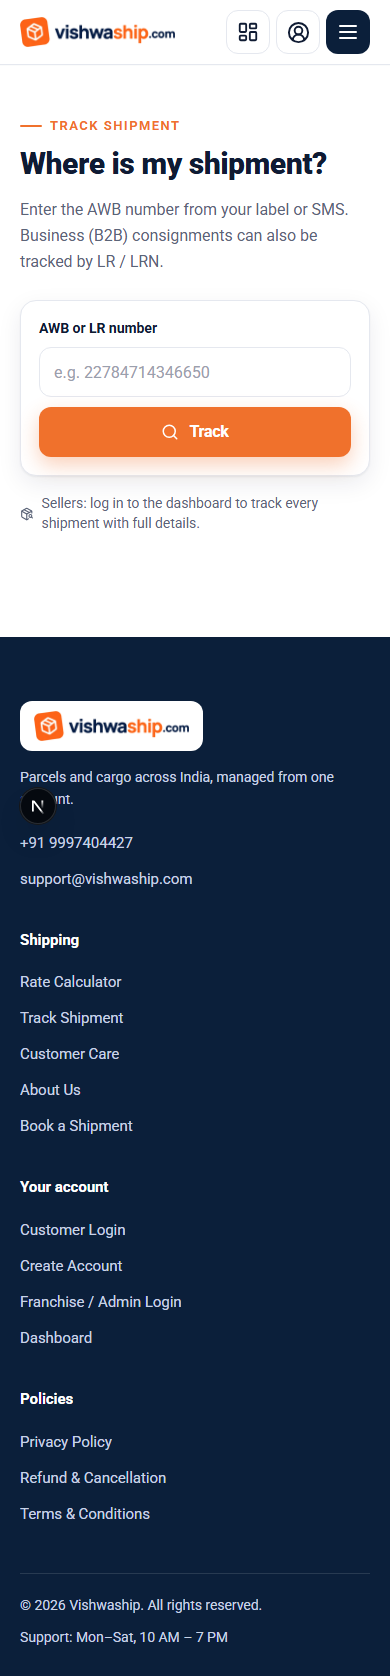 vishwaship.com
TRACK SHIPMENT
Where is my shipment?
Enter the AWB number from your label or SMS.
Business (B2B) consignments can also be
tracked by LR / LRN.
AWB or LR number
e.g. 22784714346650
Track
Sellers: log in to the dashboard to track every
shipment with full details.
vishwaship.com
Parcels and cargo across India, managed from one
N
+91 9997404427
support@vishwaship.com
Shipping
Rate Calculator
Track Shipment
Customer Care
About Us
Book a Shipment
Your account
Customer Login
Create Account
Franchise / Admin Login
Dashboard
Policies
Privacy Policy
Refund & Cancellation
Terms & Conditions
© 2026 Vishwaship. All rights reserved.
Support: Mon–Sat, 10 AM – 7 PM